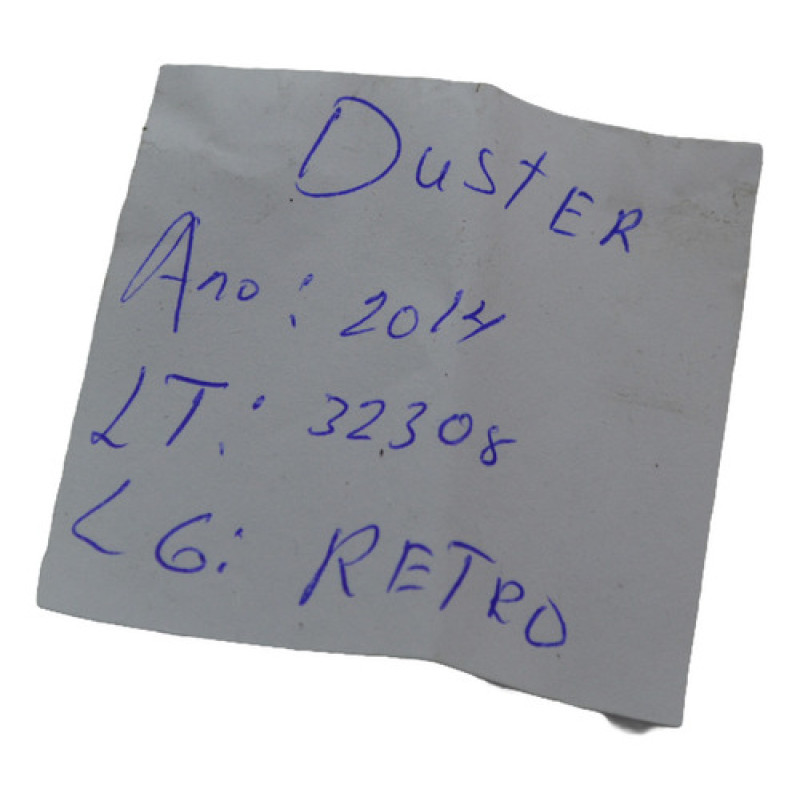 DUSTER
Ano: 2014
LT: 32308
LG: RETRO